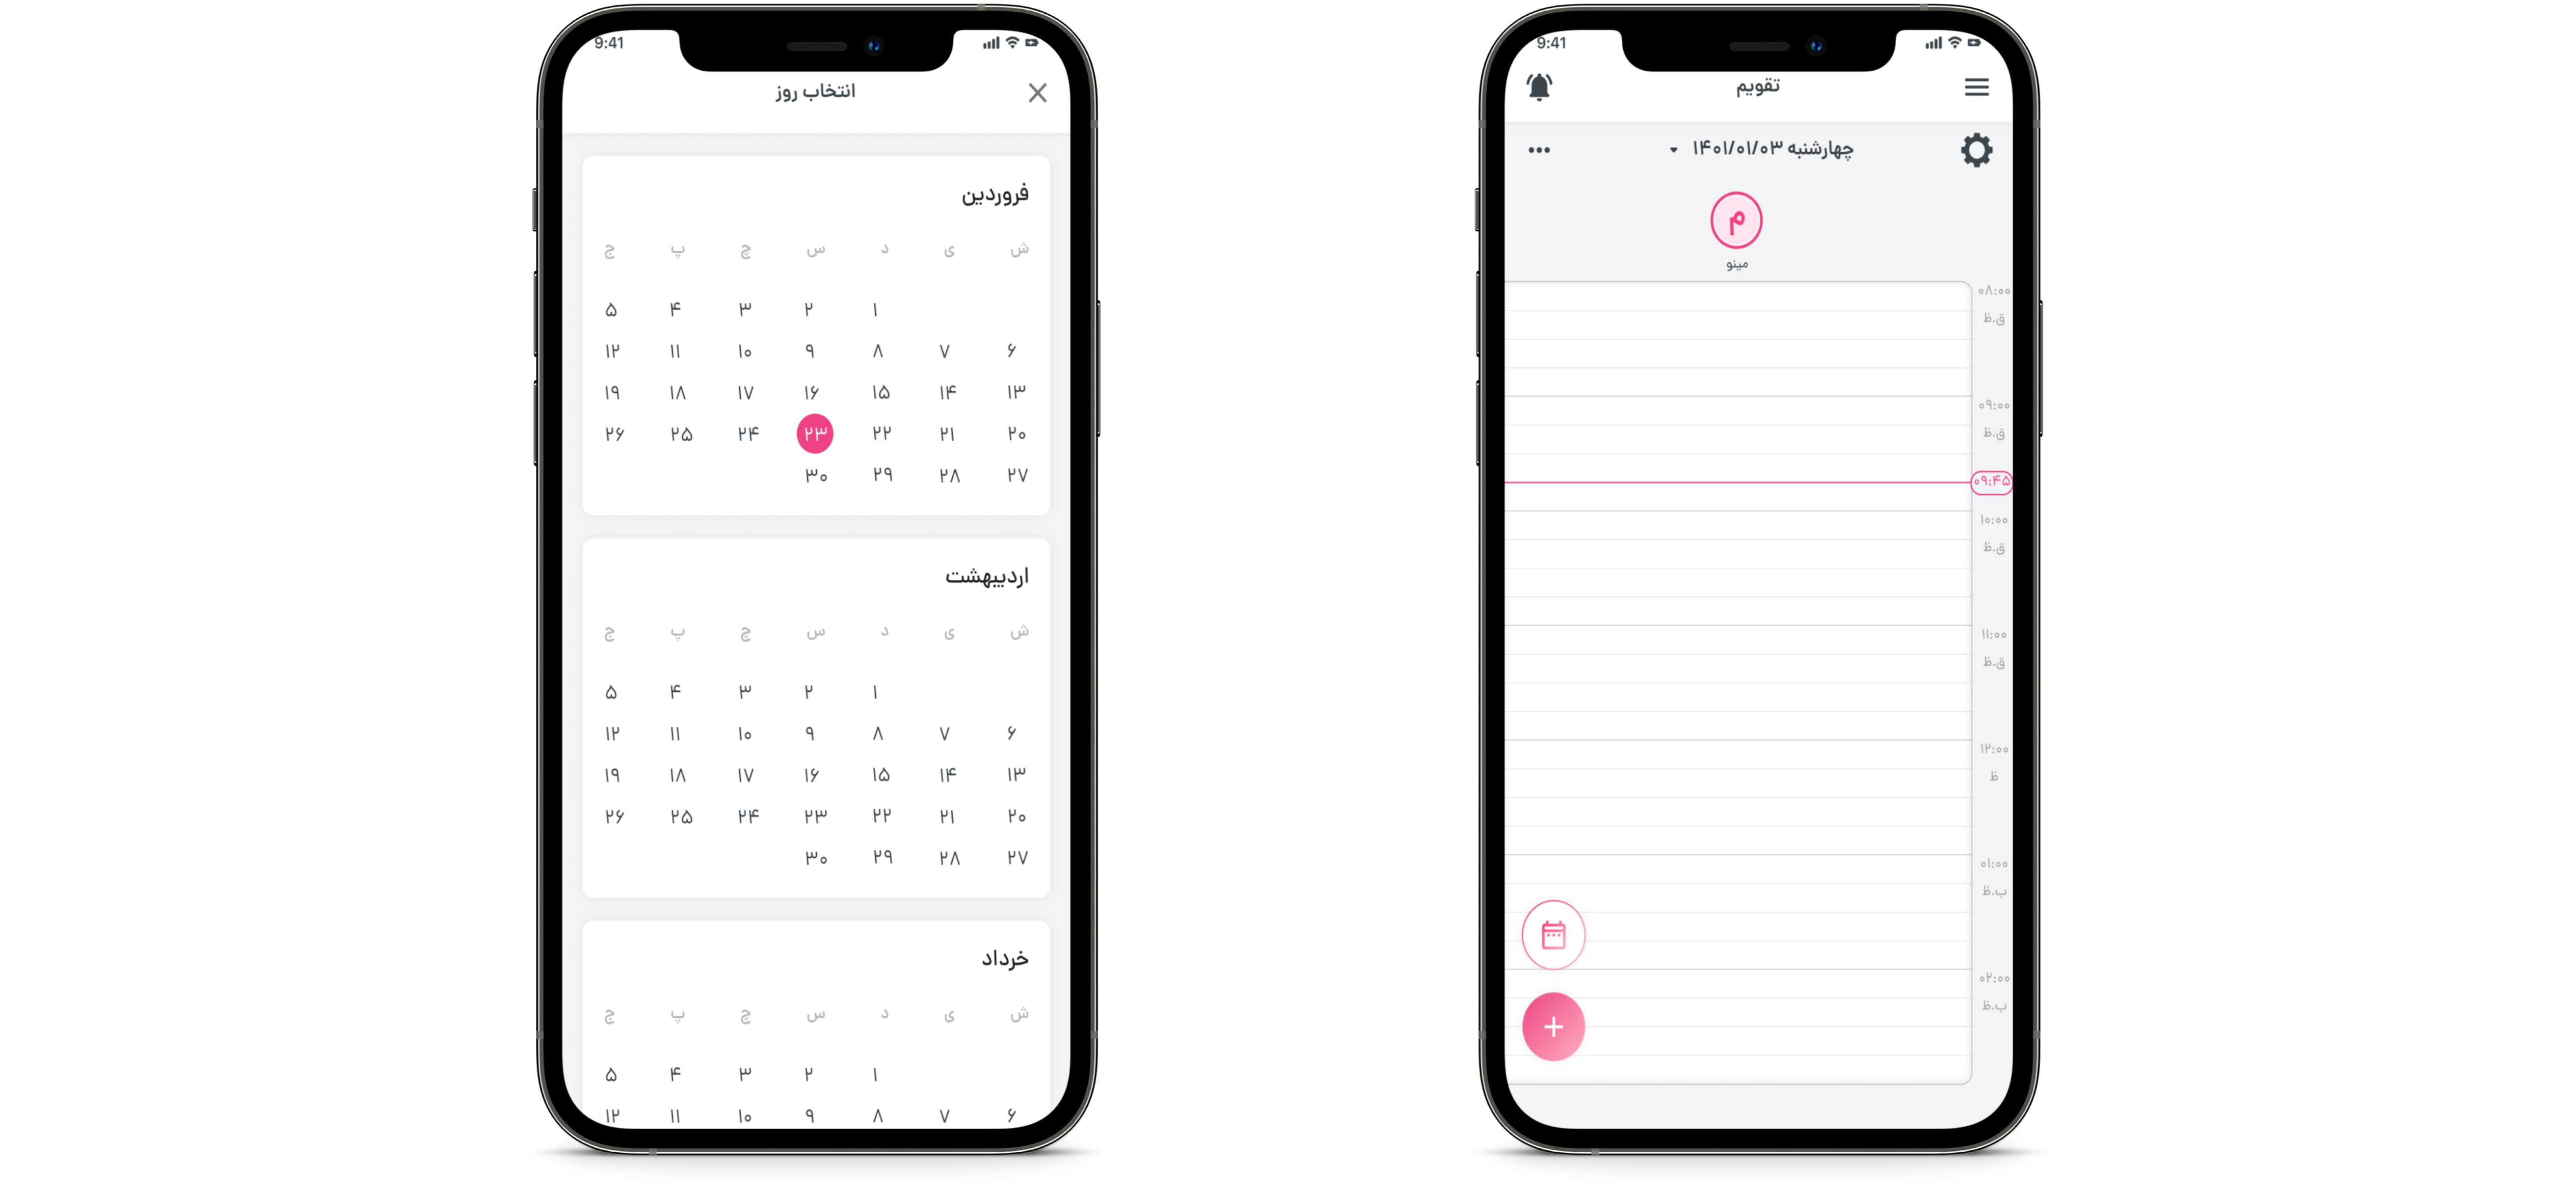 9:41
انتخاب روز
فروردین
ش ی د س چ پ ج
۱ ۲ ۳ ۴ ۵
۶ ۷ ۸ ۹ ۱۰ ۱۱ ۱۲
۱۳ ۱۴ ۱۵ ۱۶ ۱۷ ۱۸ ۱۹
۲۰ ۲۱ ۲۲ ۲۳ ۲۴ ۲۵ ۲۶
۲۷ ۲۸ ۲۹ ۳۰
اردیبهشت
ش ی د س چ پ ج
۱ ۲ ۳ ۴ ۵
۶ ۷ ۸ ۹ ۱۰ ۱۱ ۱۲
۱۳ ۱۴ ۱۵ ۱۶ ۱۷ ۱۸ ۱۹
۲۰ ۲۱ ۲۲ ۲۳ ۲۴ ۲۵ ۲۶
۲۷ ۲۸ ۲۹ ۳۰
خرداد
ش ی د س چ پ ج
۱ ۲ ۳ ۴ ۵
۶ ۷ ۸ ۹ ۱۰ ۱۱ ۱۲
9:41
تقویم
چهارشنبه ۱۴۰۱/۰۱/۰۳
م
مینو
۰۸:۰۰
ق.ظ
۰۹:۰۰
ق.ظ
۰۹:۴۵
۱۰:۰۰
ق.ظ
۱۱:۰۰
ق.ظ
۱۲:۰۰
ظ
۰۱:۰۰
ب.ظ
۰۲:۰۰
ب.ظ